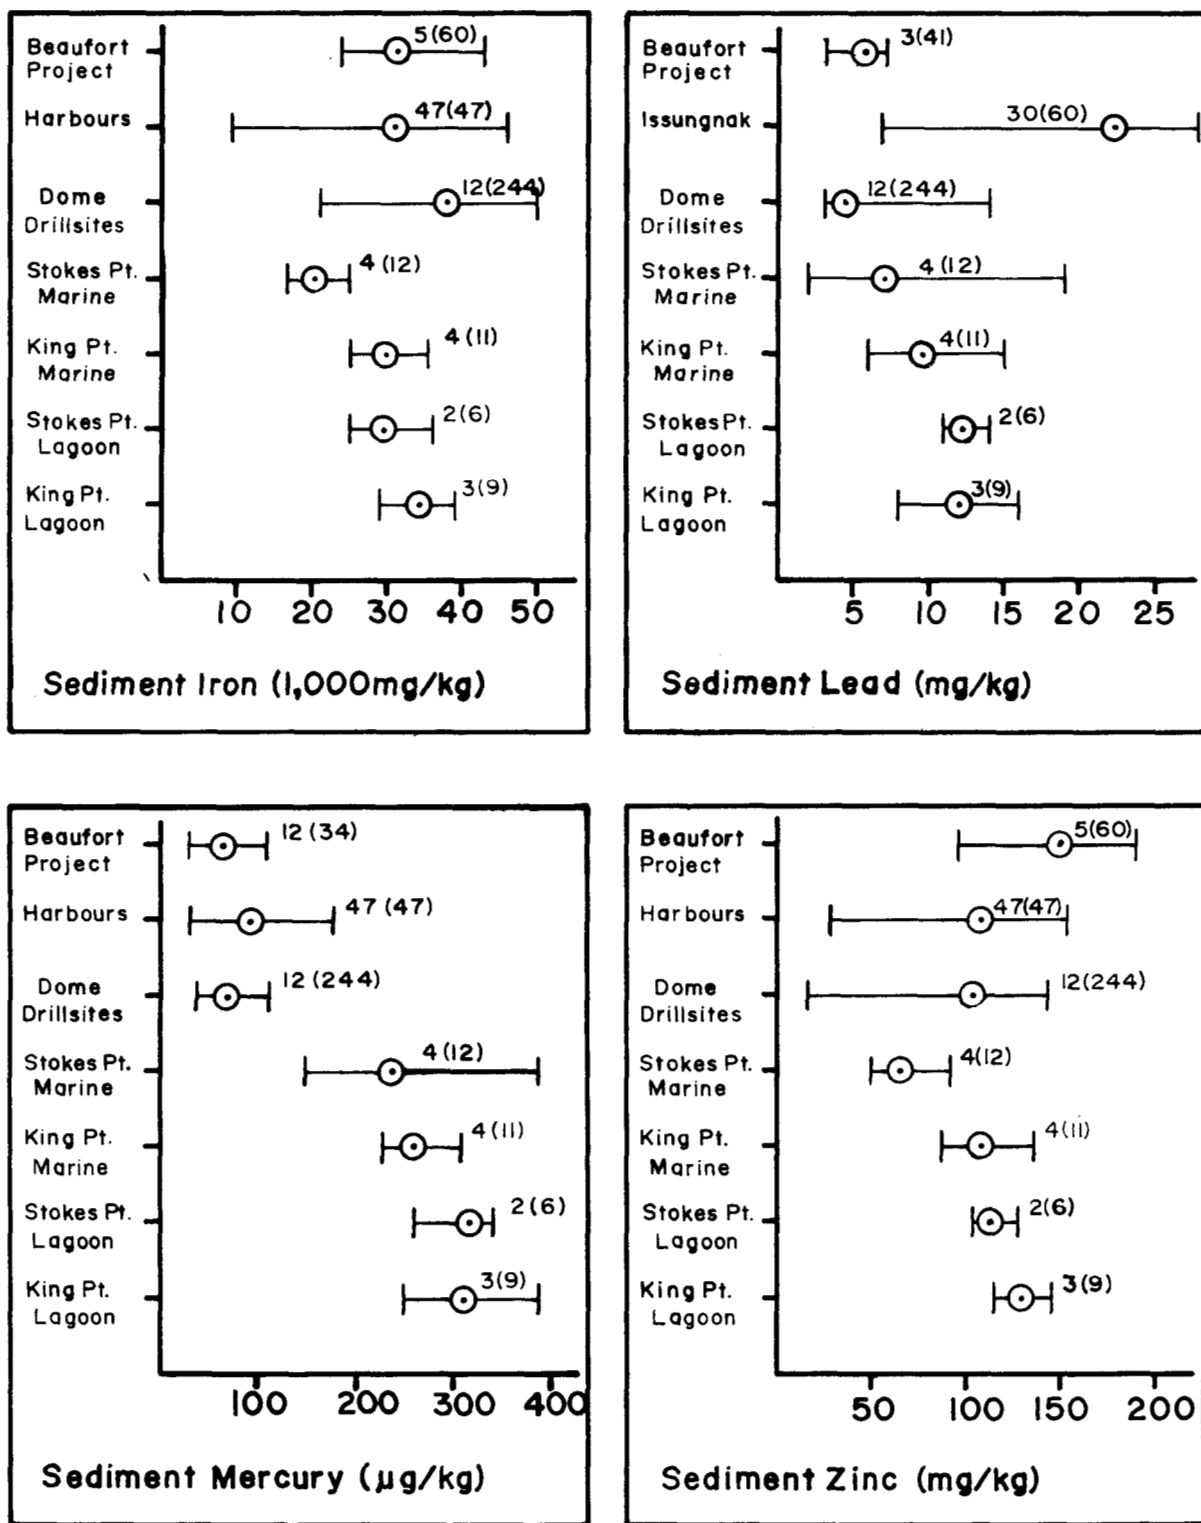 Beaufort
Project
5(60)
Harbours
47(47)
Dome
Drillsites
12(244)
Stokes Pt.
Marine
4 (12)
King Pt.
Marine
4 (11)
Stokes Pt.
Lagoon
2(6)
King Pt.
Lagoon
3(9)
10 20 30 40 50
Sediment Iron (1,000mg/kg)
Beaufort
Project
3(41)
Issungnak
30(60)
Dome
Drillsites
12(244)
Stokes Pt.
Marine
4 (12)
King Pt.
Marine
4(11)
Stokes Pt.
Lagoon
2(6)
King Pt.
Lagoon
3(9)
5 10 15 20 25
Sediment Lead (mg/kg)
Beaufort
Project
12 (34)
Harbours
47 (47)
Dome
Drillsites
12 (244)
Stokes Pt.
Marine
4 (12)
King Pt.
Marine
4 (11)
Stokes Pt.
Lagoon
2(6)
King Pt.
Lagoon
3(9)
100 200 300 400
Sediment Mercury (µg/kg)
Beaufort
Project
5(60)
Harbours
47(47)
Dome
Drillsites
12(244)
Stokes Pt.
Marine
4(12)
King Pt.
Marine
4(11)
Stokes Pt.
Lagoon
2(6)
King Pt.
Lagoon
3(9)
50 100 150 200
Sediment Zinc (mg/kg)